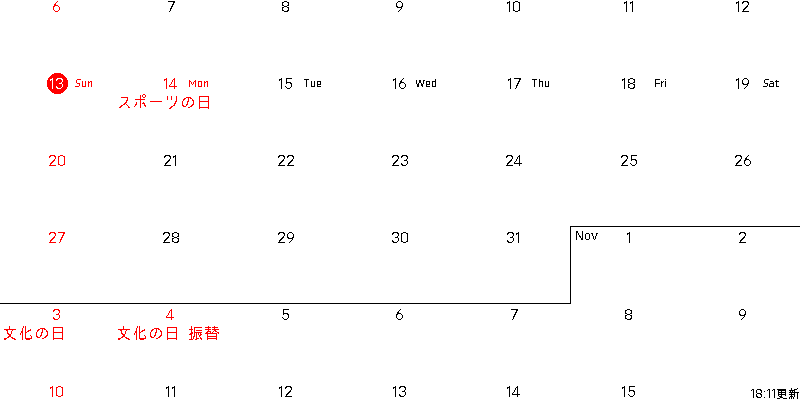 6 7 8 9 10 11 12
13 Sun 14 Mon 15 Tue 16 Wed 17 Thu 18 Fri 19 Sat
スポーツの日
20 21 22 23 24 25 26
27 28 29 30 31 Nov 1 2
3 4 5 6 7 8 9
文化の日 文化の日 振替
10 11 12 13 14 15 18:11更新